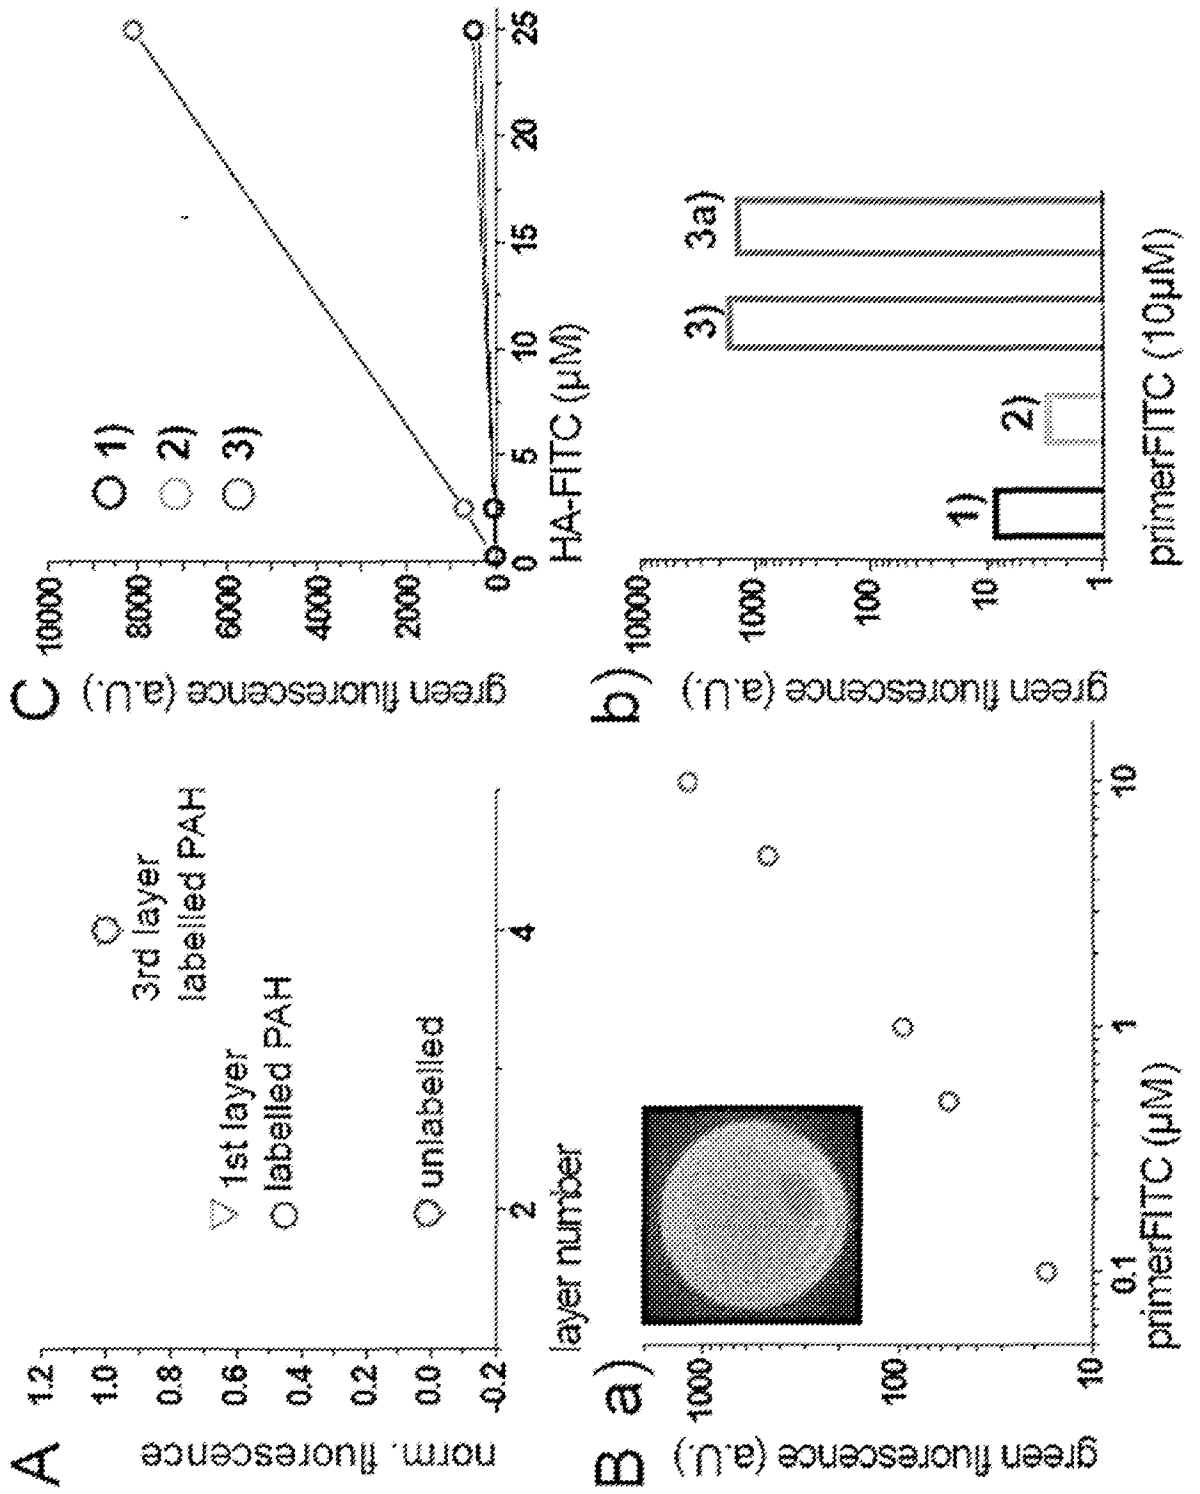 A
norm. fluorescence
1.2
1.0
0.8
0.6
0.4
0.2
0.0
-0.2
3rd layer
labelled PAH
1st layer
labelled PAH
unlabelled
2
4
layer number
C
green fluorescence (a.U.)
10000
8000
6000
4000
2000
0
1)
2)
3)
0
5
10
15
20
25
HA-FITC (µM)
B a)
green fluorescence (a.U.)
1000
100
10
0.1
1
10
primerFITC (µM)
b)
green fluorescence (a.U.)
10000
1000
100
10
1
1)
2)
3)
3a)
primerFITC (10µM)